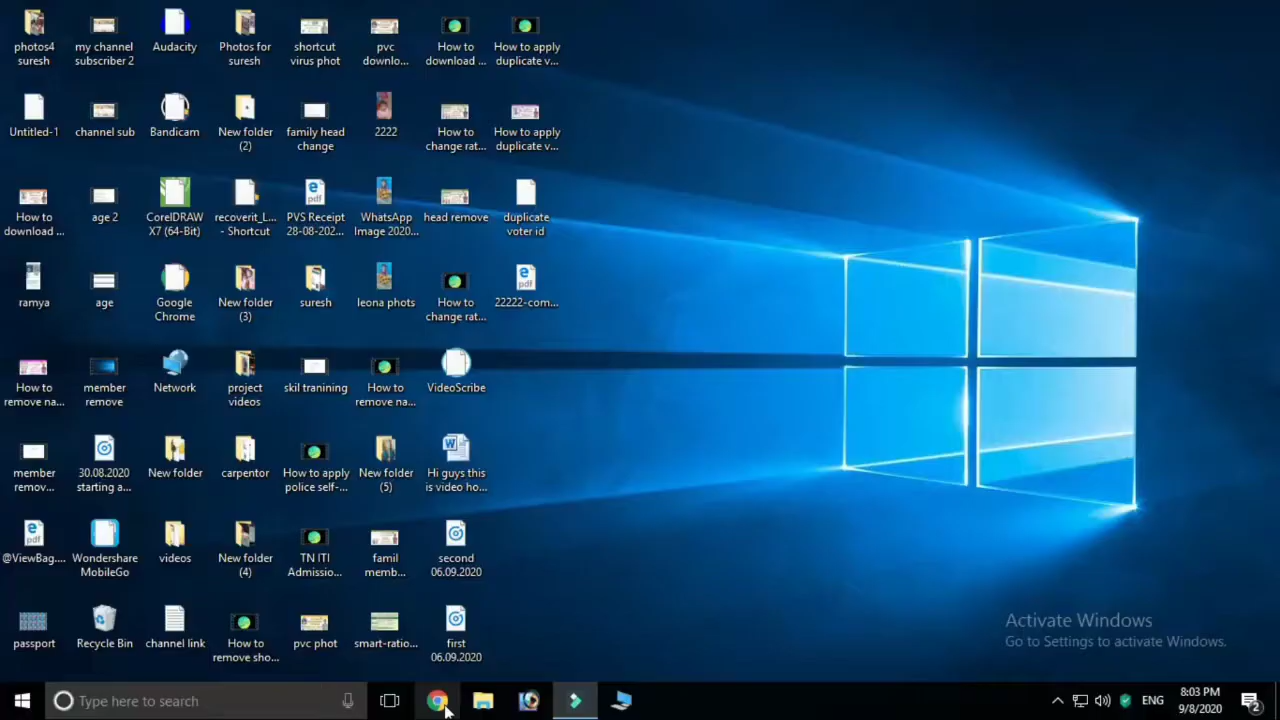 photos4
suresh
my channel
subscriber 2
Audacity
Photos for
suresh
shortcut
virus phot
pvc
downlo...
How to
download ...
How to apply
duplicate v...
Untitled-1
channel sub
Bandicam
New folder
(2)
family head
change
2222
How to
change rat...
How to apply
duplicate v...
How to
download ...
age 2
CorelDRAW
X7 (64-Bit)
recoverit_L...
- Shortcut
PVS Receipt
28-08-202...
WhatsApp
Image 2020...
head remove
duplicate
voter id
ramya
age
Google
Chrome
New folder
(3)
suresh
leona phots
How to
change rat...
22222-com...
How to
remove na...
member
remove
Network
project
videos
skil tranining
How to
remove na...
VideoScribe
member
remov...
30.08.2020
starting a...
New folder
carpentor
How to apply
police self-...
New folder
(5)
Hi guys this
is video ho...
@ViewBag....
Wondershare
MobileGo
videos
New folder
(4)
TN ITI
Admissio...
famil
memb...
second
06.09.2020
passport
Recycle Bin
channel link
How to
remove sho...
pvc phot
smart-ratio...
first
06.09.2020
Activate Windows
Go to Settings to activate Windows.
Type here to search
ENG
8:03 PM
9/8/2020
2